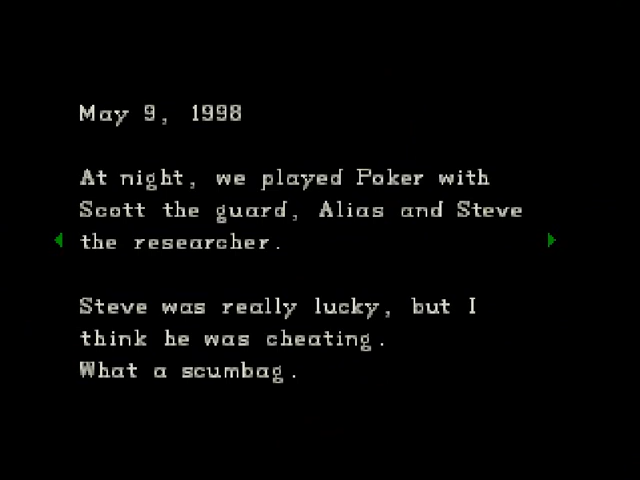 May 9, 1998
At night, we played Poker with
Scott the guard, Alias and Steve
the researcher.
Steve was really lucky, but I
think he was cheating.
What a scumbag.